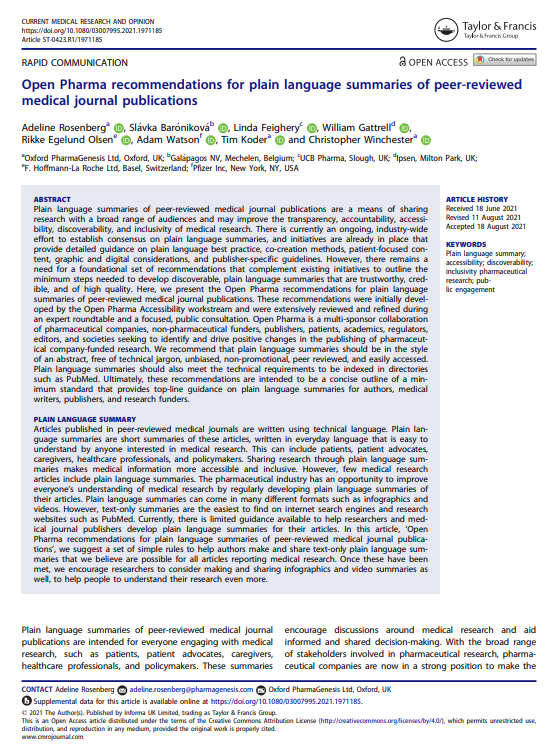 CURRENT MEDICAL RESEARCH AND OPINION
https://doi.org/10.1080/03007995.2021.1971185
Article ST-0423.R1/1971185
Taylor & Francis
Taylor & Francis Group
RAPID COMMUNICATION
OPEN ACCESS
Check for updates
Open Pharma recommendations for plain language summaries of peer-reviewed
medical journal publications
Adeline Rosenberga, Slávka Barónikováb, Linda Feigheryc, William Gattrelld,
Rikke Egelund Olsene, Adam Watsonf, Tim Kodera and Christopher Winchestera
aOxford PharmaGenesis Ltd, Oxford, UK; bGalápagos NV, Mechelen, Belgium; cUCB Pharma, Slough, UK; dIpsen, Milton Park, UK;
eF. Hoffmann-La Roche Ltd, Basel, Switzerland; fPfizer Inc, New York, NY, USA
ABSTRACT
Plain language summaries of peer-reviewed medical journal publications are a means of sharing
research with a broad range of audiences and may improve the transparency, accountability, accessi-
bility, discoverability, and inclusivity of medical research. There is currently an ongoing, industry-wide
effort to establish consensus on plain language summaries, and initiatives are already in place that
provide detailed guidance on plain language best practice, co-creation methods, patient-focused con-
tent, graphic and digital considerations, and publisher-specific guidelines. However, there remains a
need for a foundational set of recommendations that complement existing initiatives to outline the
minimum steps needed to develop discoverable, plain language summaries that are trustworthy, cred-
ible, and of high quality. Here, we present the Open Pharma recommendations for plain language
summaries of peer-reviewed medical journal publications. These recommendations were initially devel-
oped by the Open Pharma Accessibility workstream and were extensively reviewed and refined during
an expert roundtable and a focused, public consultation. Open Pharma is a multi-sponsor collaboration
of pharmaceutical companies, non-pharmaceutical funders, publishers, patients, academics, regulators,
editors, and societies seeking to identify and drive positive changes in the publishing of pharmaceut-
ical company-funded research. We recommend that plain language summaries should be in the style
of an abstract, free of technical jargon, unbiased, non-promotional, peer reviewed, and easily accessed.
Plain language summaries should also meet the technical requirements to be indexed in directories
such as PubMed. Ultimately, these recommendations are intended to be a concise outline of a min-
imum standard that provides top-line guidance on plain language summaries for authors, medical
writers, publishers, and research funders.
PLAIN LANGUAGE SUMMARY
Articles published in peer-reviewed medical journals are written using technical language. Plain lan-
guage summaries are short summaries of these articles, written in everyday language that is easy to
understand by anyone interested in medical research. This can include patients, patient advocates,
caregivers, healthcare professionals, and policymakers. Sharing research through plain language sum-
maries makes medical information more accessible and inclusive. However, few medical research
articles include plain language summaries. The pharmaceutical industry has an opportunity to improve
everyone's understanding of medical research by regularly developing plain language summaries of
their articles. Plain language summaries can come in many different formats such as infographics and
videos. However, text-only summaries are the easiest to find on internet search engines and research
websites such as PubMed. Currently, there is limited guidance available to help researchers and med-
ical journal publishers develop plain language summaries for their articles. In this article, 'Open
Pharma recommendations for plain language summaries of peer-reviewed medical journal publica-
tions', we suggest a set of simple rules to help authors make and share text-only plain language sum-
maries that we believe are possible for all articles reporting medical research. Once these have been
met, we encourage researchers to consider making and sharing infographics and video summaries as
well, to help people to understand their research even more.
ARTICLE HISTORY
Received 18 June 2021
Revised 11 August 2021
Accepted 18 August 2021
KEYWORDS
Plain language summary;
accessibility; discoverability;
inclusivity pharmaceutical
research; pub-
lic engagement
Plain language summaries of peer-reviewed medical journal
publications are intended for everyone engaging with medical
research, such as patients, patient advocates, caregivers,
healthcare professionals, and policymakers. These summaries
encourage discussions around medical research and aid
informed and shared decision-making. With the broad range
of stakeholders involved in pharmaceutical research, pharma-
ceutical companies are now in a strong position to make the
CONTACT Adeline Rosenberg adeline.rosenberg@pharmagenesis.com Oxford PharmaGenesis Ltd, Oxford, UK
Supplemental data for this article is available online at https://doi.org/10.1080/03007995.2021.1971185.
© 2021 The Author(s). Published by Informa UK Limited, trading as Taylor & Francis Group.
This is an Open Access article distributed under the terms of the Creative Commons Attribution License (http://creativecommons.org/licenses/by/4.0/), which permits unrestricted use,
distribution, and reproduction in any medium, provided the original work is properly cited.
www.cmrojournal.com